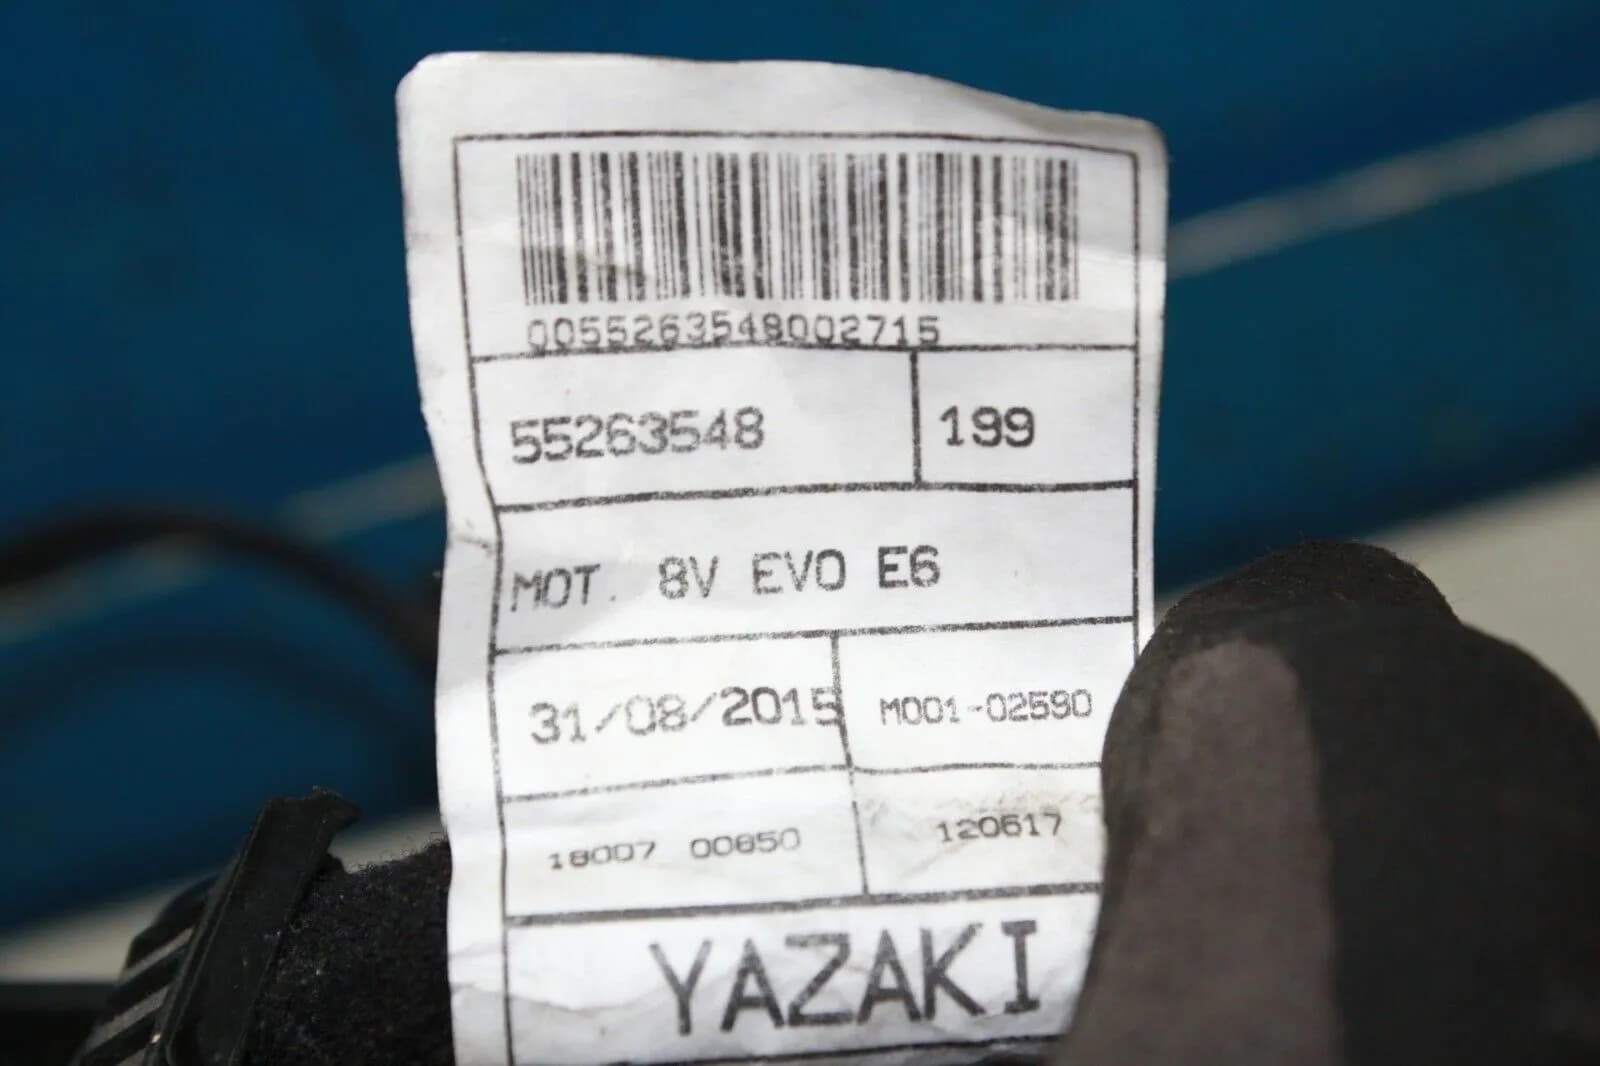 0055263548002715
55263548 199
MOT. 8V EVO E6
31/08/2015 M001-02590
18007 00850 120617
YAZAKI